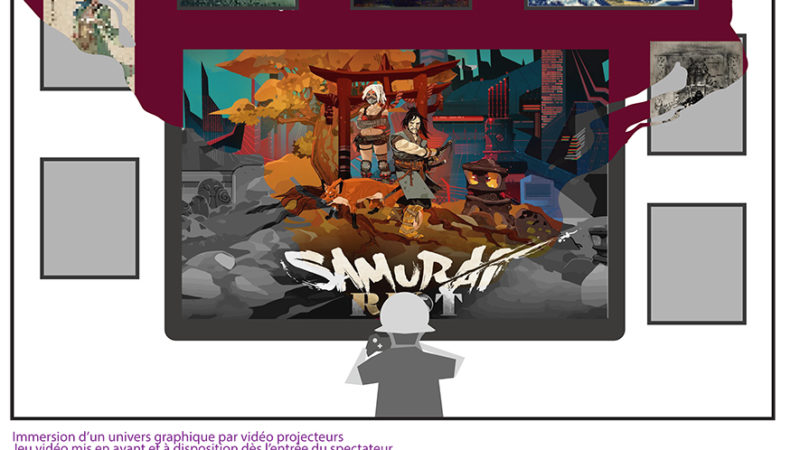 SAMURAI
RIOT
Immersion d'un univers graphique par vidéo projecteurs
Jeu vidéo mis en avant et à disposition dès l'entrée du spectateur